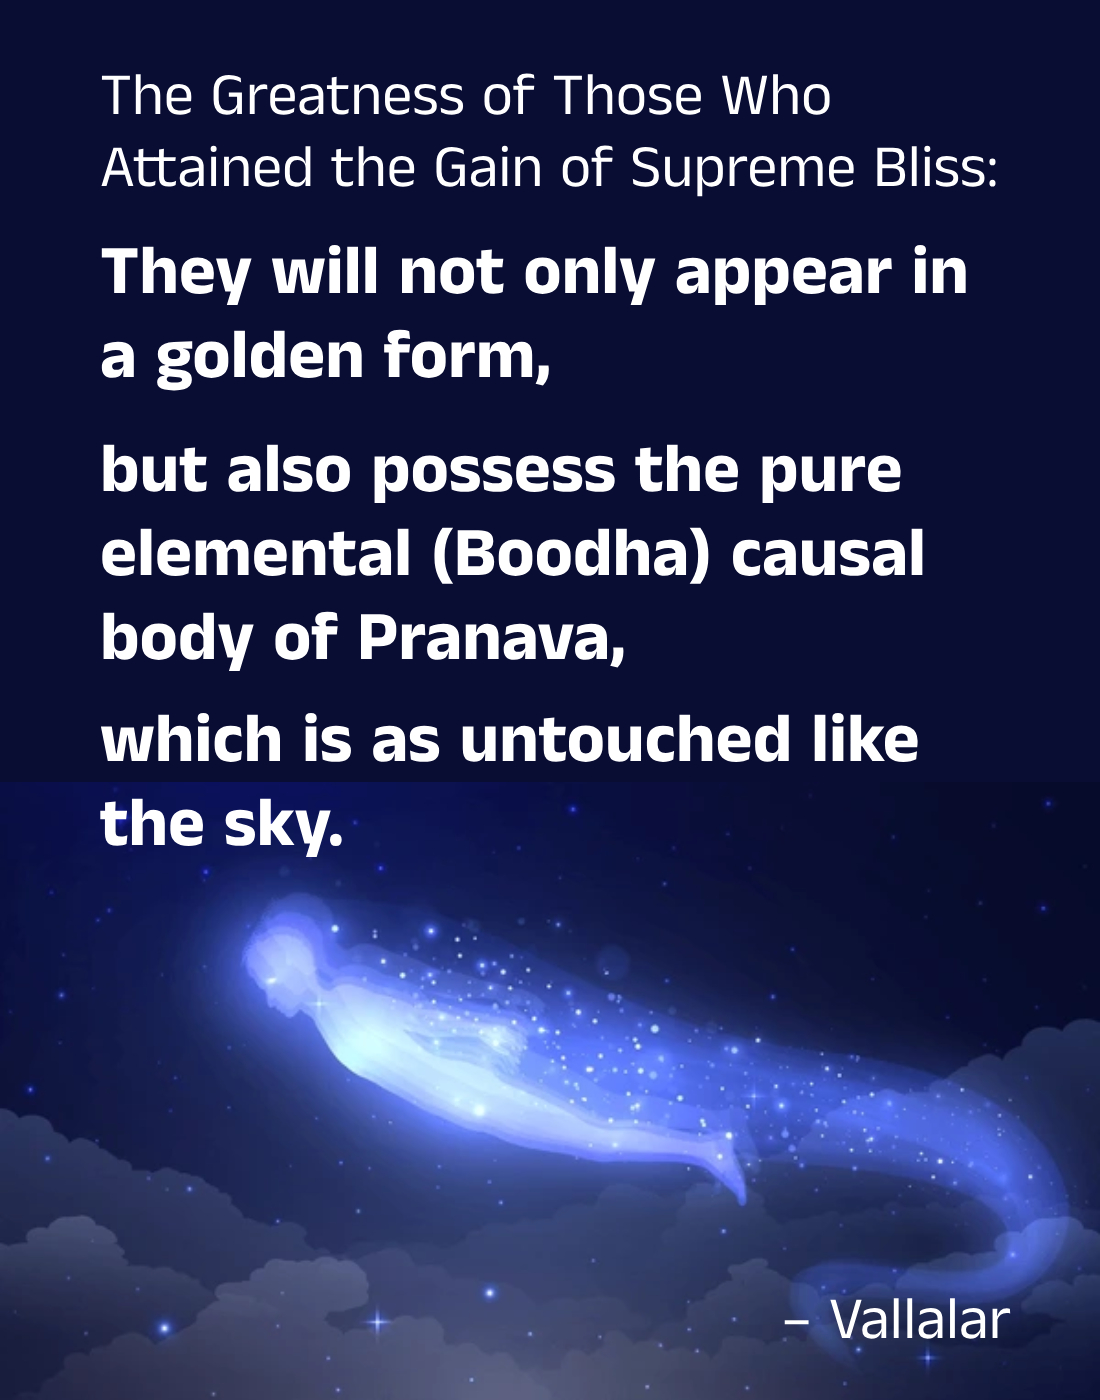 The Greatness of Those Who
Attained the Gain of Supreme Bliss:
They will not only appear in
a golden form,
but also possess the pure
elemental (Boodha) causal
body of Pranava,
which is as untouched like
the sky.
– Vallalar